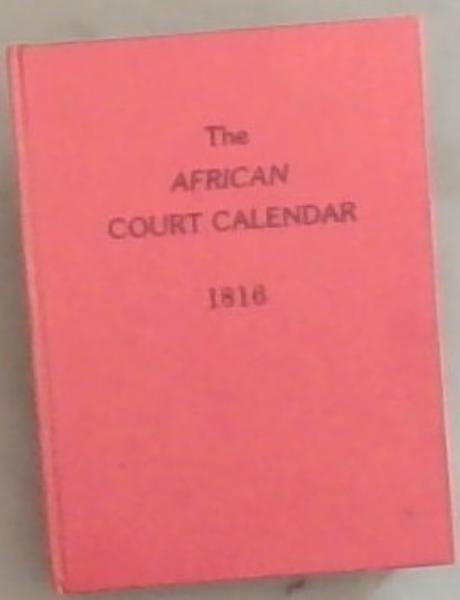 The
AFRICAN
COURT CALENDAR
1816